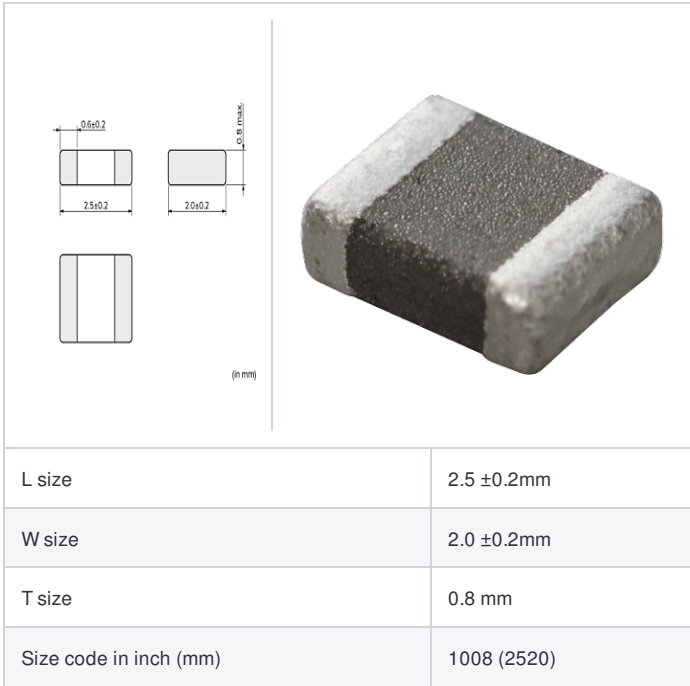 0.6±0.2
0.8 max.
2.5±0.2
2.0±0.2
(in mm)
L size 2.5 ±0.2mm
W size 2.0 ±0.2mm
T size 0.8 mm
Size code in inch (mm) 1008 (2520)